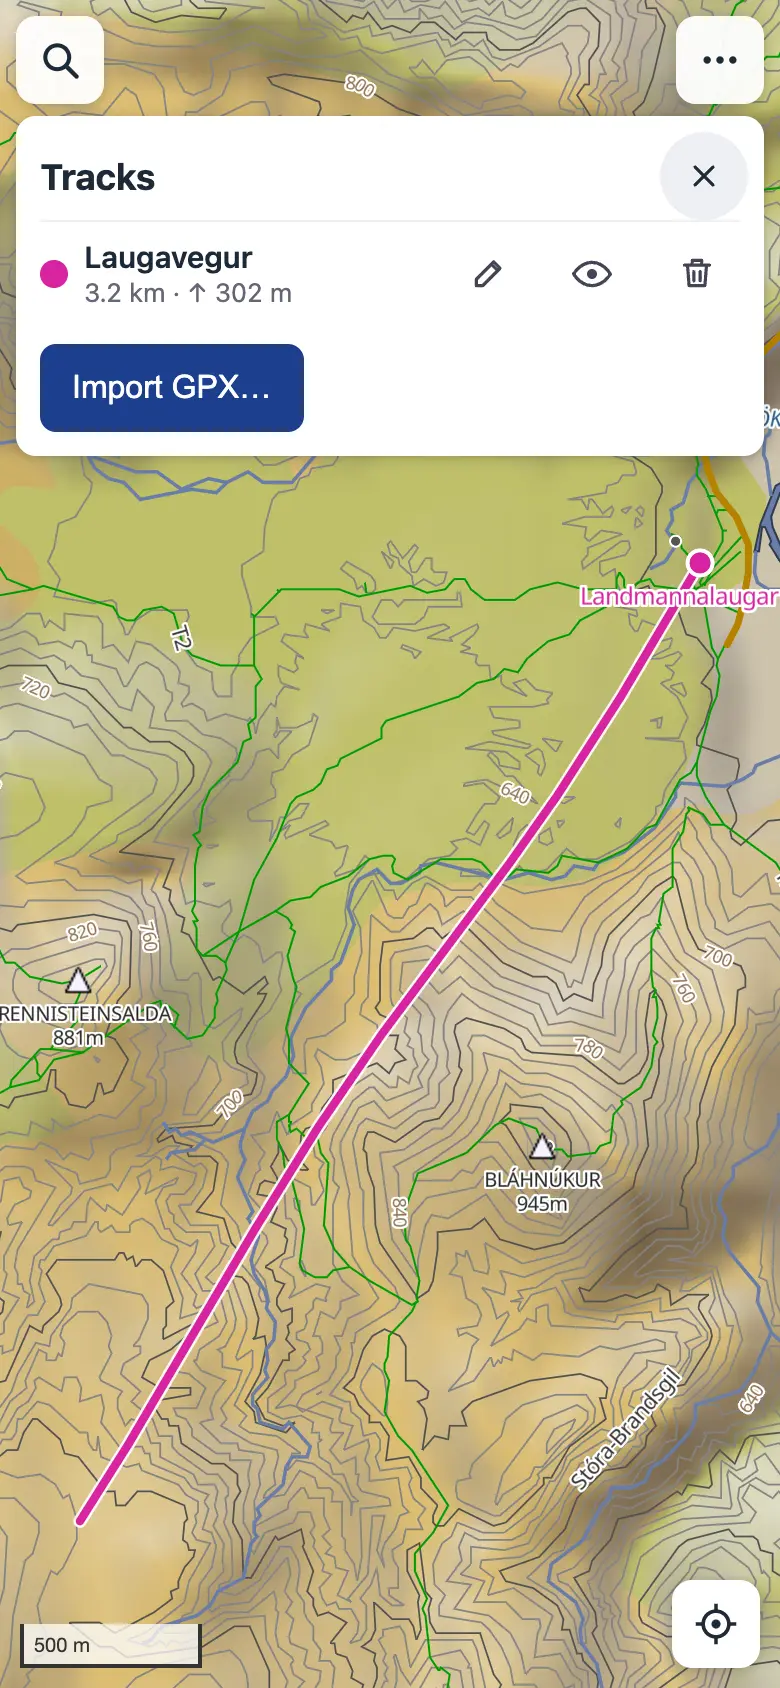 800
Tracks
Laugavegur
3.2 km · ↑ 302 m
Import GPX...
Landmannalaugar
T2
720
640
820
760
700
760
RENNISTEINSALDA
881m
780
700
BLÁHNÚKUR
945m
840
Stóra-Brandsgil
640
500 m